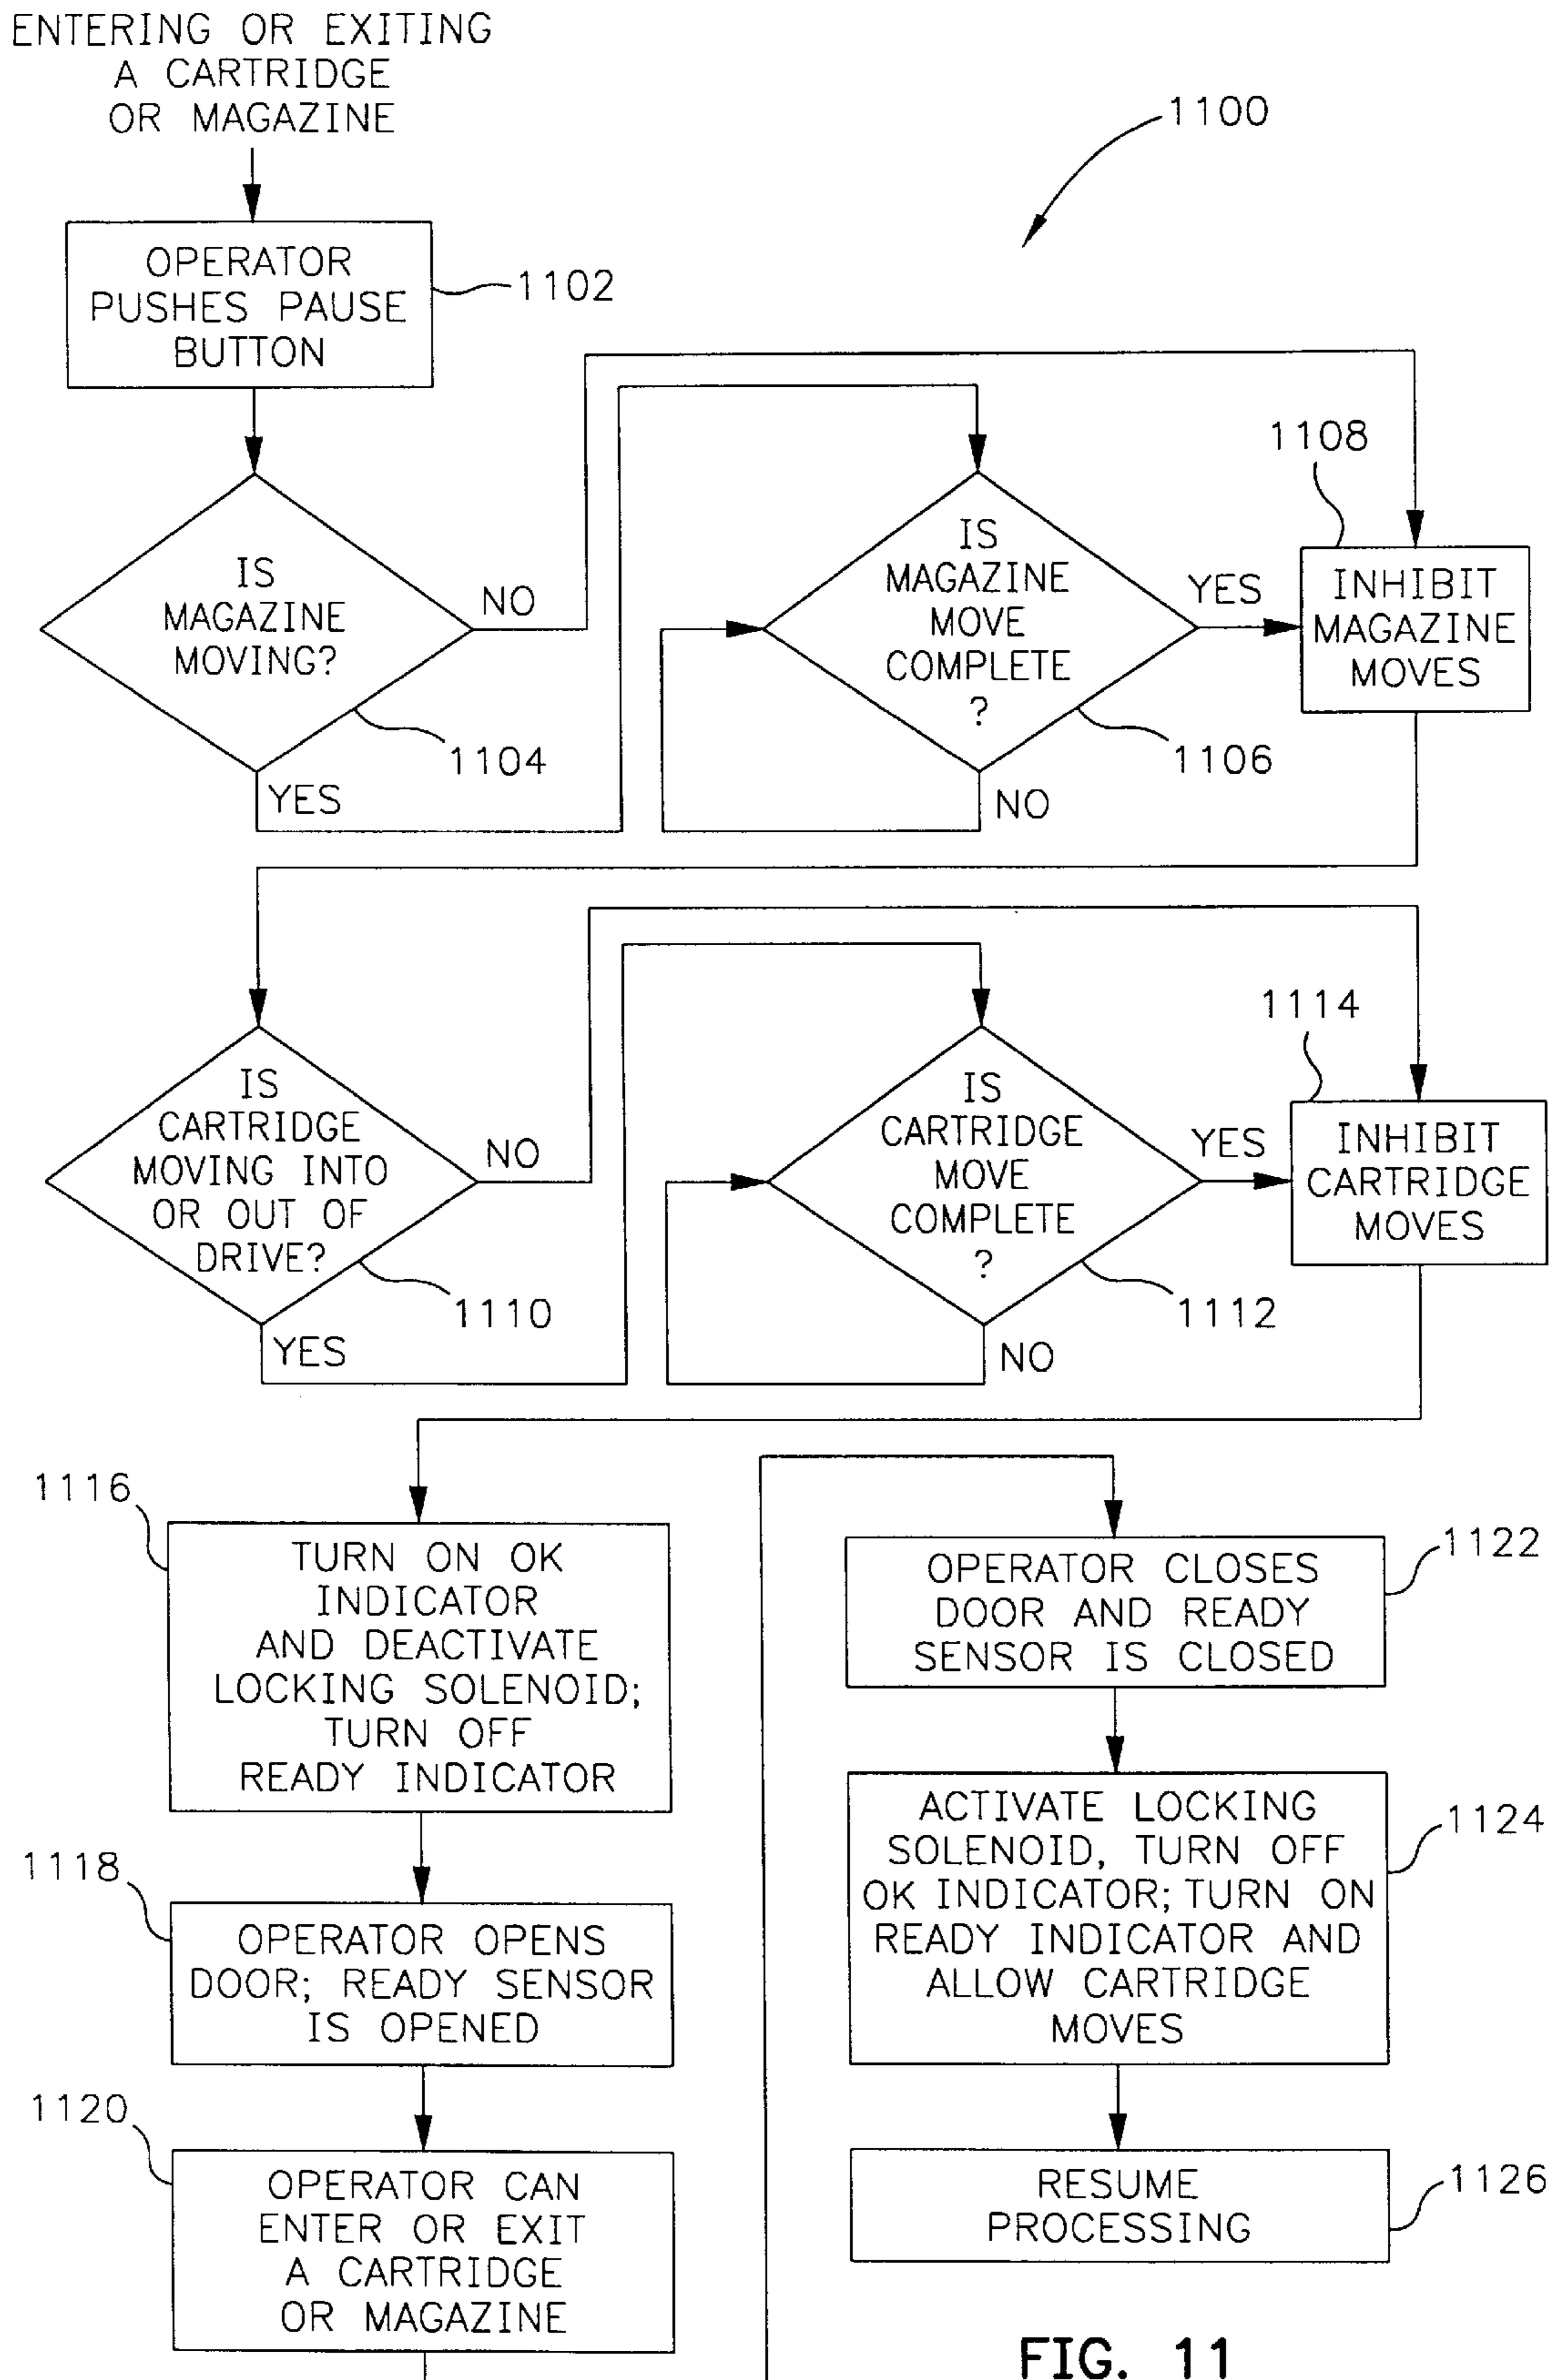 ENTERING OR EXITING
A CARTRIDGE
OR MAGAZINE
1100
OPERATOR
PUSHES PAUSE
BUTTON
1102
IS
MAGAZINE
MOVING?
NO
1104
YES
IS
MAGAZINE
MOVE
COMPLETE
?
YES
1106
NO
1108
INHIBIT
MAGAZINE
MOVES
IS
CARTRIDGE
MOVING INTO
OR OUT OF
DRIVE?
NO
1110
YES
IS
CARTRIDGE
MOVE
COMPLETE
?
YES
1112
NO
1114
INHIBIT
CARTRIDGE
MOVES
1116
TURN ON OK
INDICATOR
AND DEACTIVATE
LOCKING SOLENOID;
TURN OFF
READY INDICATOR
1118
OPERATOR OPENS
DOOR; READY SENSOR
IS OPENED
1120
OPERATOR CAN
ENTER OR EXIT
A CARTRIDGE
OR MAGAZINE
OPERATOR CLOSES
DOOR AND READY
SENSOR IS CLOSED
1122
ACTIVATE LOCKING
SOLENOID, TURN OFF
OK INDICATOR; TURN ON
READY INDICATOR AND
ALLOW CARTRIDGE
MOVES
1124
RESUME
PROCESSING
1126
FIG. 11